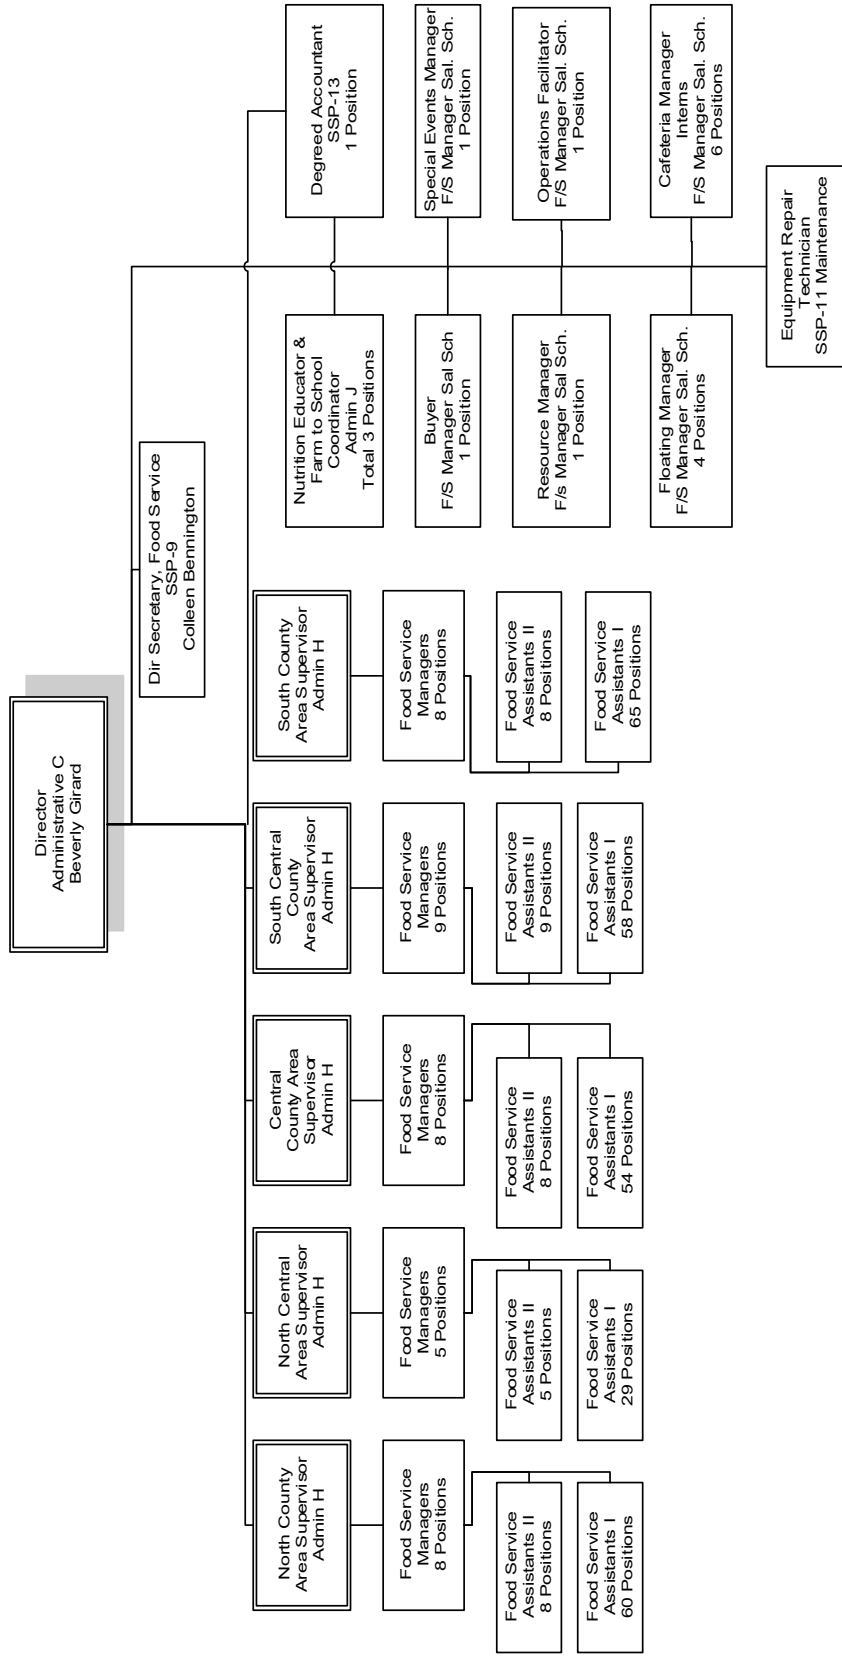 Director
Administrative C
Beverly Girard
Dir Secretary, Food Service
SSP-9
Colleen Bennington
North County
Area Supervisor
Admin H
North Central
Area Supervisor
Admin H
Central
County Area
Supervisor
Admin H
South Central
County
Area Supervisor
Admin H
South County
Area Supervisor
Admin H
Food Service
Managers
8 Positions
Food Service
Managers
5 Positions
Food Service
Managers
8 Positions
Food Service
Managers
9 Positions
Food Service
Managers
8 Positions
Food Service
Assistants II
8 Positions
Food Service
Assistants II
5 Positions
Food Service
Assistants II
8 Positions
Food Service
Assistants II
9 Positions
Food Service
Assistants II
8 Positions
Food Service
Assistants I
60 Positions
Food Service
Assistants I
29 Positions
Food Service
Assistants I
54 Positions
Food Service
Assistants I
58 Positions
Food Service
Assistants I
65 Positions
Nutrition Educator &
Farm to School
Coordinator
Admin J
Total 3 Positions
Degreed Accountant
SSP-13
1 Position
Buyer
F/S Manager Sal Sch
1 Position
Special Events Manager
F/S Manager Sal. Sch.
1 Position
Resource Manager
F/s Manager Sal Sch.
1 Position
Operations Facilitator
F/S Manager Sal. Sch.
1 Position
Floating Manager
F/S Manager Sal. Sch.
4 Positions
Cafeteria Manager
Interns
F/S Manager Sal. Sch.
6 Positions
Equipment Repair
Technician
SSP-11 Maintenance